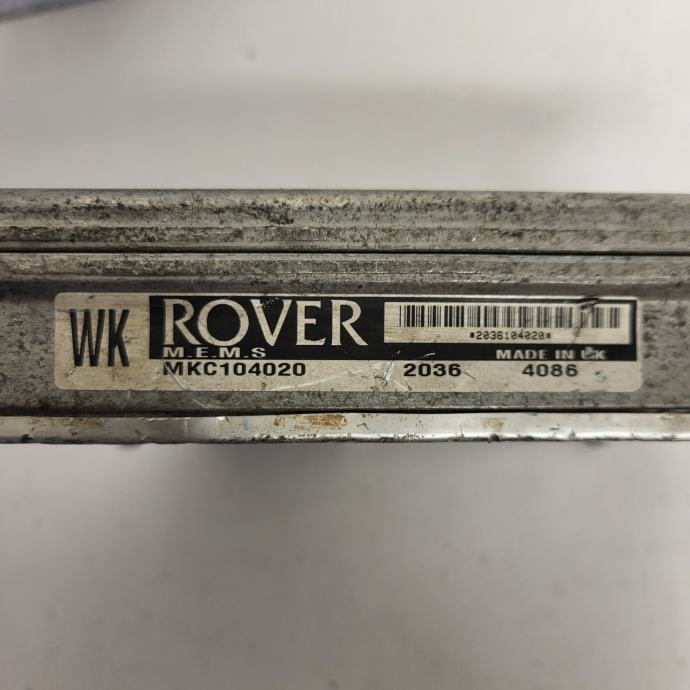 WK
ROVER
M.E.M.S
*2036104020*
MADE IN UK
MKC104020 2036 4086